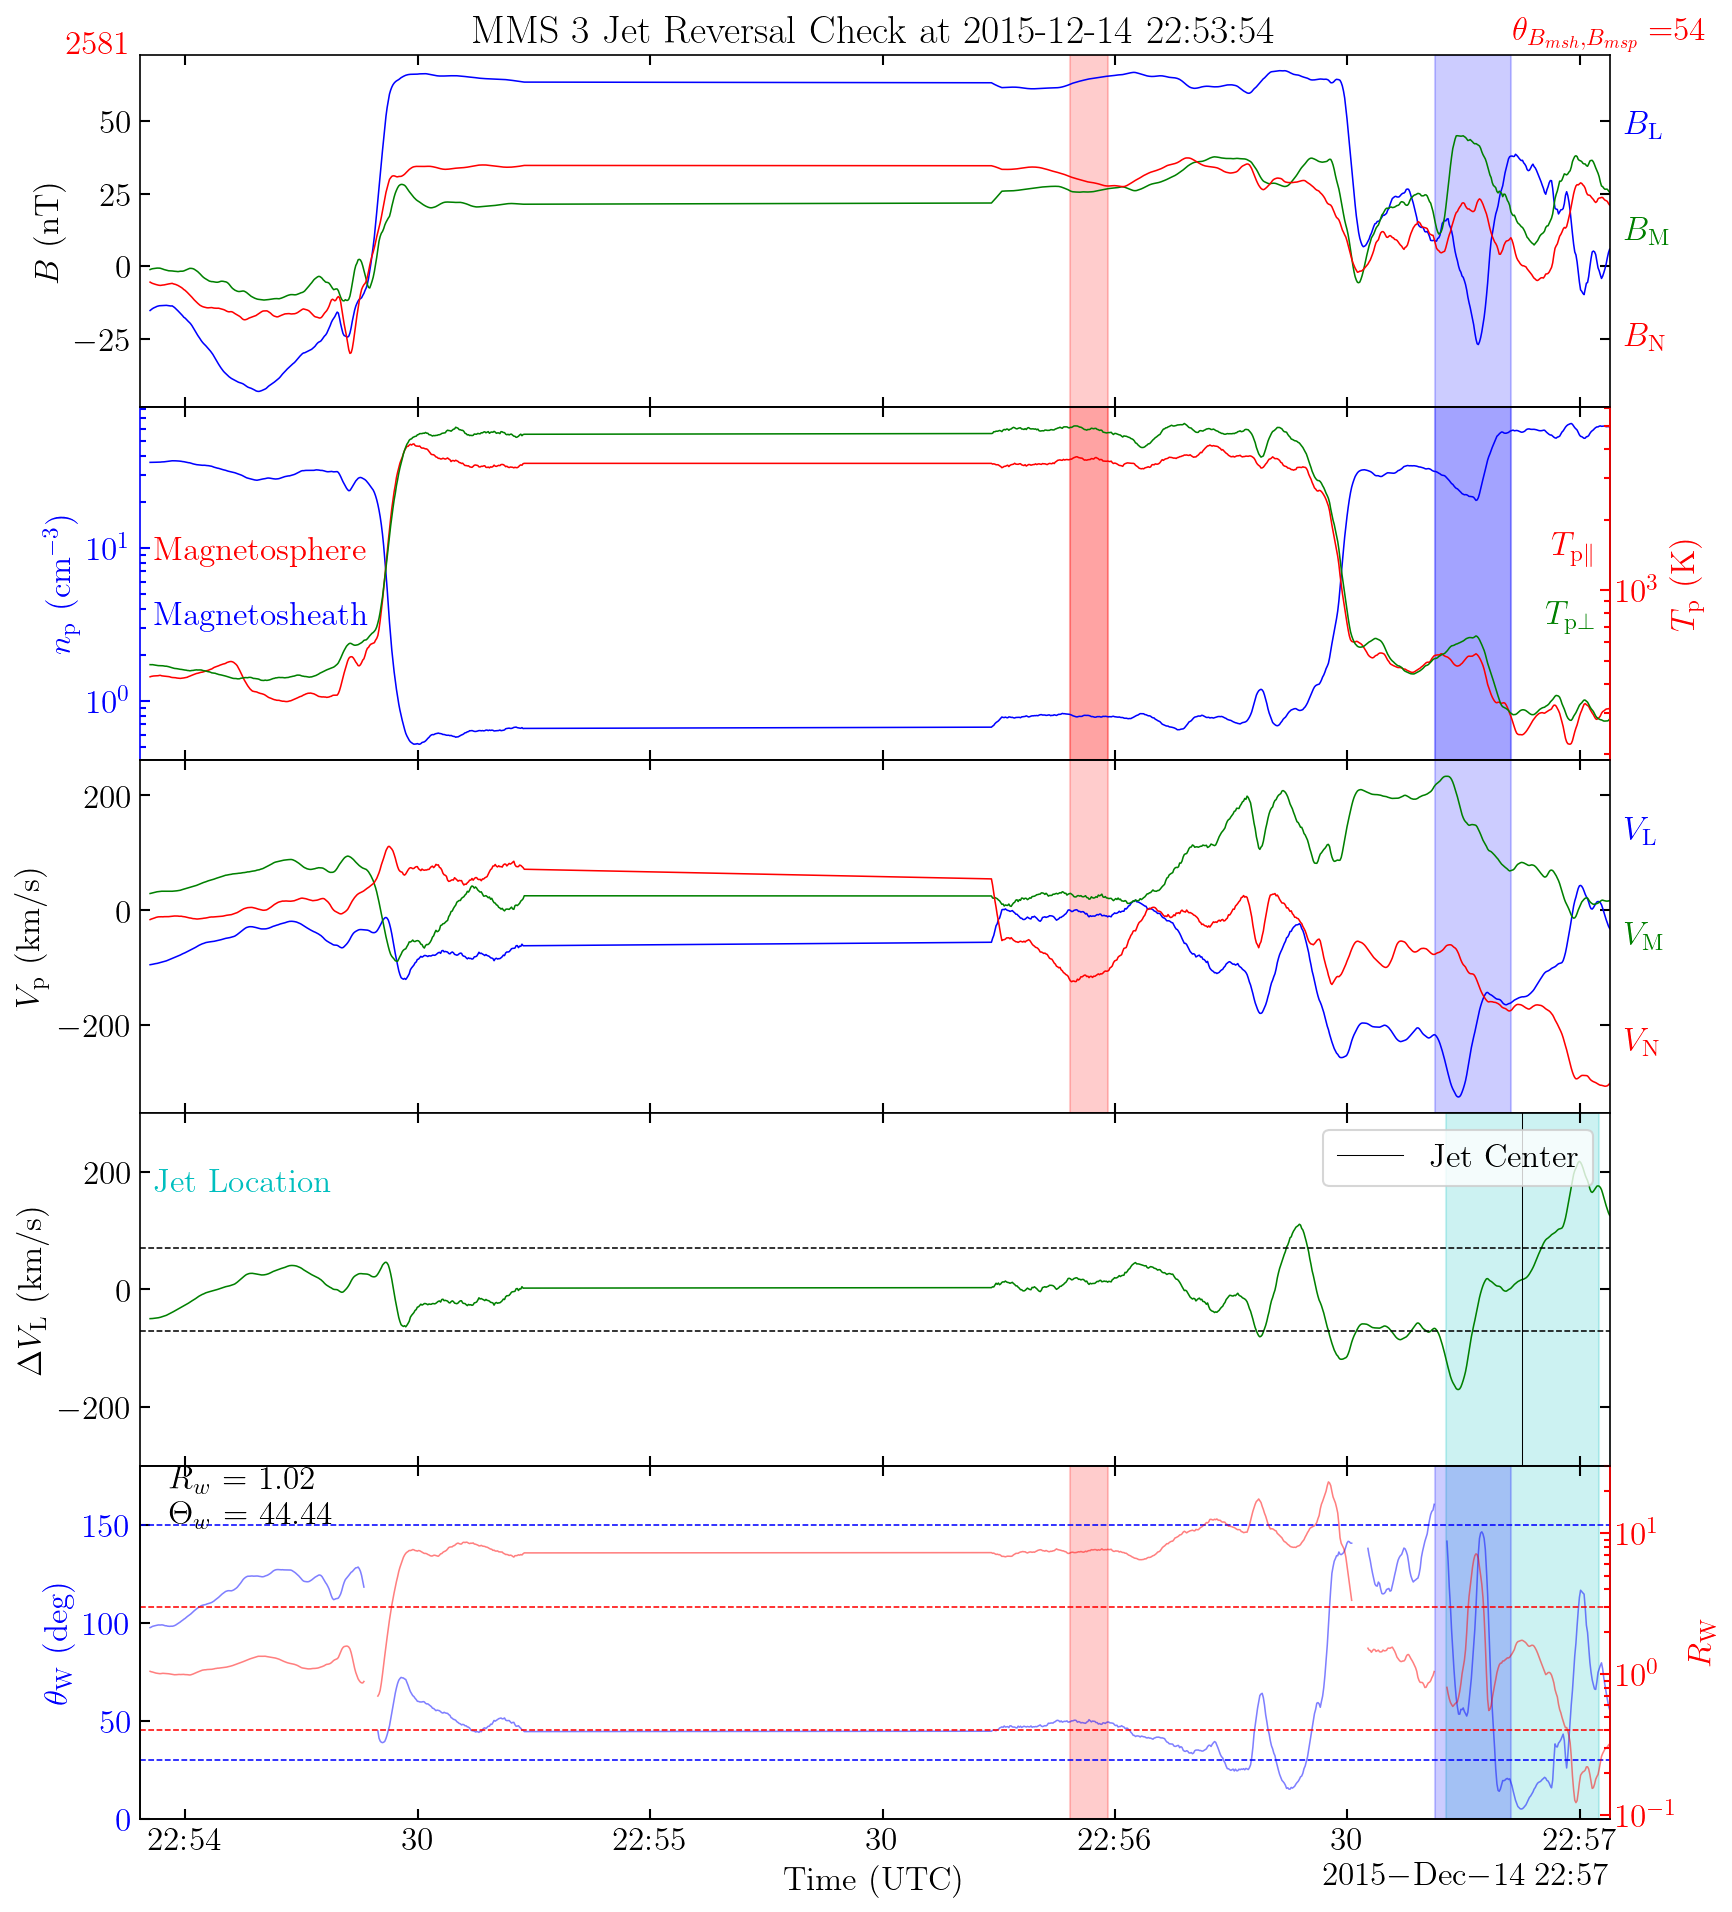 MMS 3 Jet Reversal Check at 2015-12-14 22:53:54
2581
θ_{B_{msh},B_{msp}} =54
50
25
0
−25
B (nT)
B_L
B_M
B_N
10^1
10^0
n_p (cm^{−3})
Magnetosphere
Magnetosheath
T_{p∥}
T_{p⊥}
10^3
T_p (K)
200
0
−200
V_p (km/s)
V_L
V_M
V_N
Jet Location
Jet Center
200
0
−200
ΔV_L (km/s)
R_w = 1.02
Θ_w = 44.44
150
100
50
0
θ_W (deg)
10^1
10^0
10^{−1}
R_W
22:54 30 22:55 30 22:56 30 22:57
2015−Dec−14 22:57
Time (UTC)